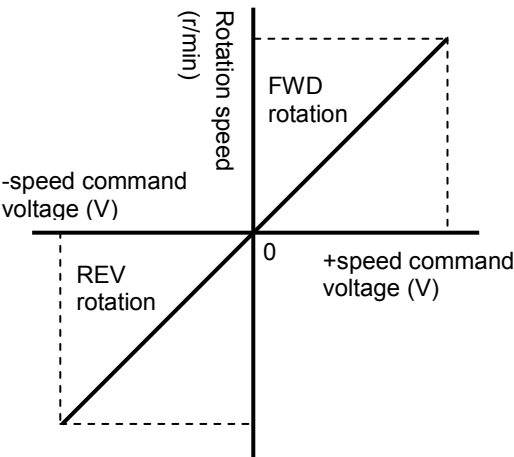 Rotation speed
(r/min)
FWD
rotation
-speed command
voltage (V)
0
+speed command
voltage (V)
REV
rotation